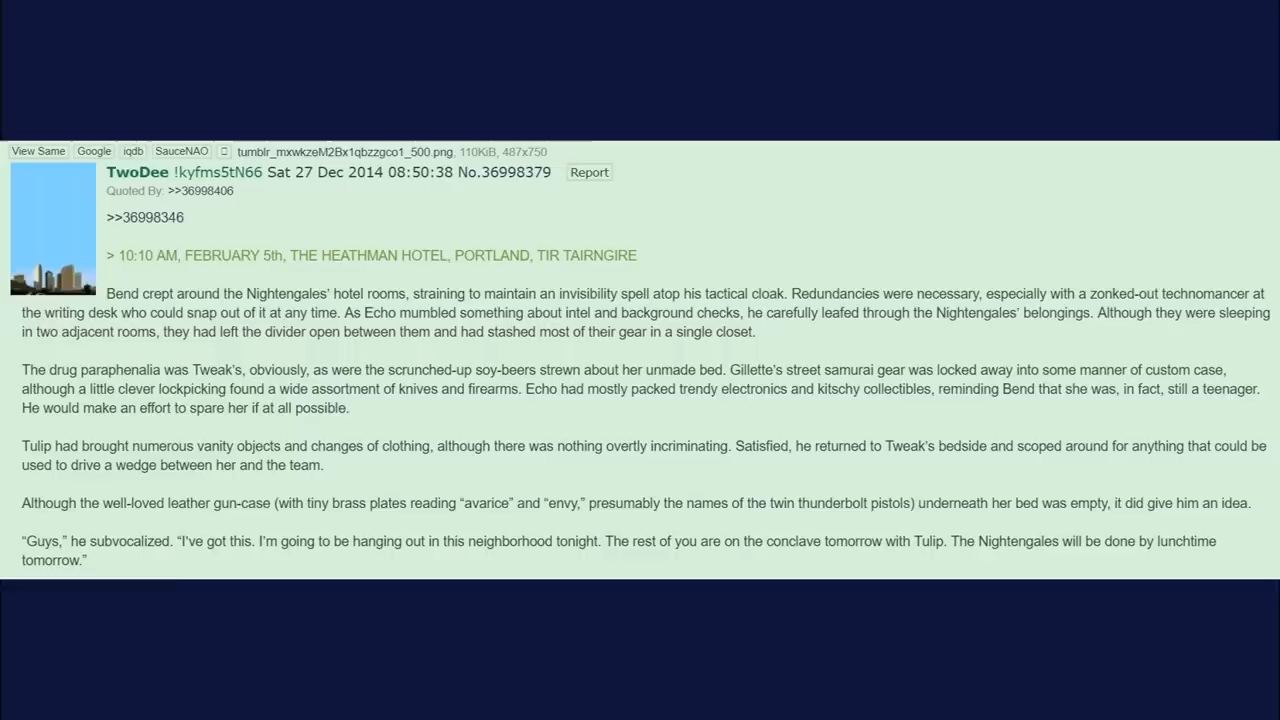 View Same Google iqdb SauceNAO tumblr_mxwkzeM2Bx1qbzzgco1_500.png, 110KiB, 487x750
TwoDee !kyfms5tN66 Sat 27 Dec 2014 08:50:38 No.36998379 Report
Quoted By: >>36998406
>>36998346
> 10:10 AM, FEBRUARY 5th, THE HEATHMAN HOTEL, PORTLAND, TIR TAIRNGIRE
Bend crept around the Nightengales' hotel rooms, straining to maintain an invisibility spell atop his tactical cloak. Redundancies were necessary, especially with a zonked-out technomancer at
the writing desk who could snap out of it at any time. As Echo mumbled something about intel and background checks, he carefully leafed through the Nightengales' belongings. Although they were sleeping
in two adjacent rooms, they had left the divider open between them and had stashed most of their gear in a single closet.
The drug paraphenalia was Tweak's, obviously, as were the scrunched-up soy-beers strewn about her unmade bed. Gillette's street samurai gear was locked away into some manner of custom case,
although a little clever lockpicking found a wide assortment of knives and firearms. Echo had mostly packed trendy electronics and kitschy collectibles, reminding Bend that she was, in fact, still a teenager.
He would make an effort to spare her if at all possible.
Tulip had brought numerous vanity objects and changes of clothing, although there was nothing overtly incriminating. Satisfied, he returned to Tweak's bedside and scoped around for anything that could be
used to drive a wedge between her and the team.
Although the well-loved leather gun-case (with tiny brass plates reading “avarice” and “envy,” presumably the names of the twin thunderbolt pistols) underneath her bed was empty, it did give him an idea.
“Guys,” he subvocalized. “I've got this. I'm going to be hanging out in this neighborhood tonight. The rest of you are on the conclave tomorrow with Tulip. The Nightengales will be done by lunchtime
tomorrow.”